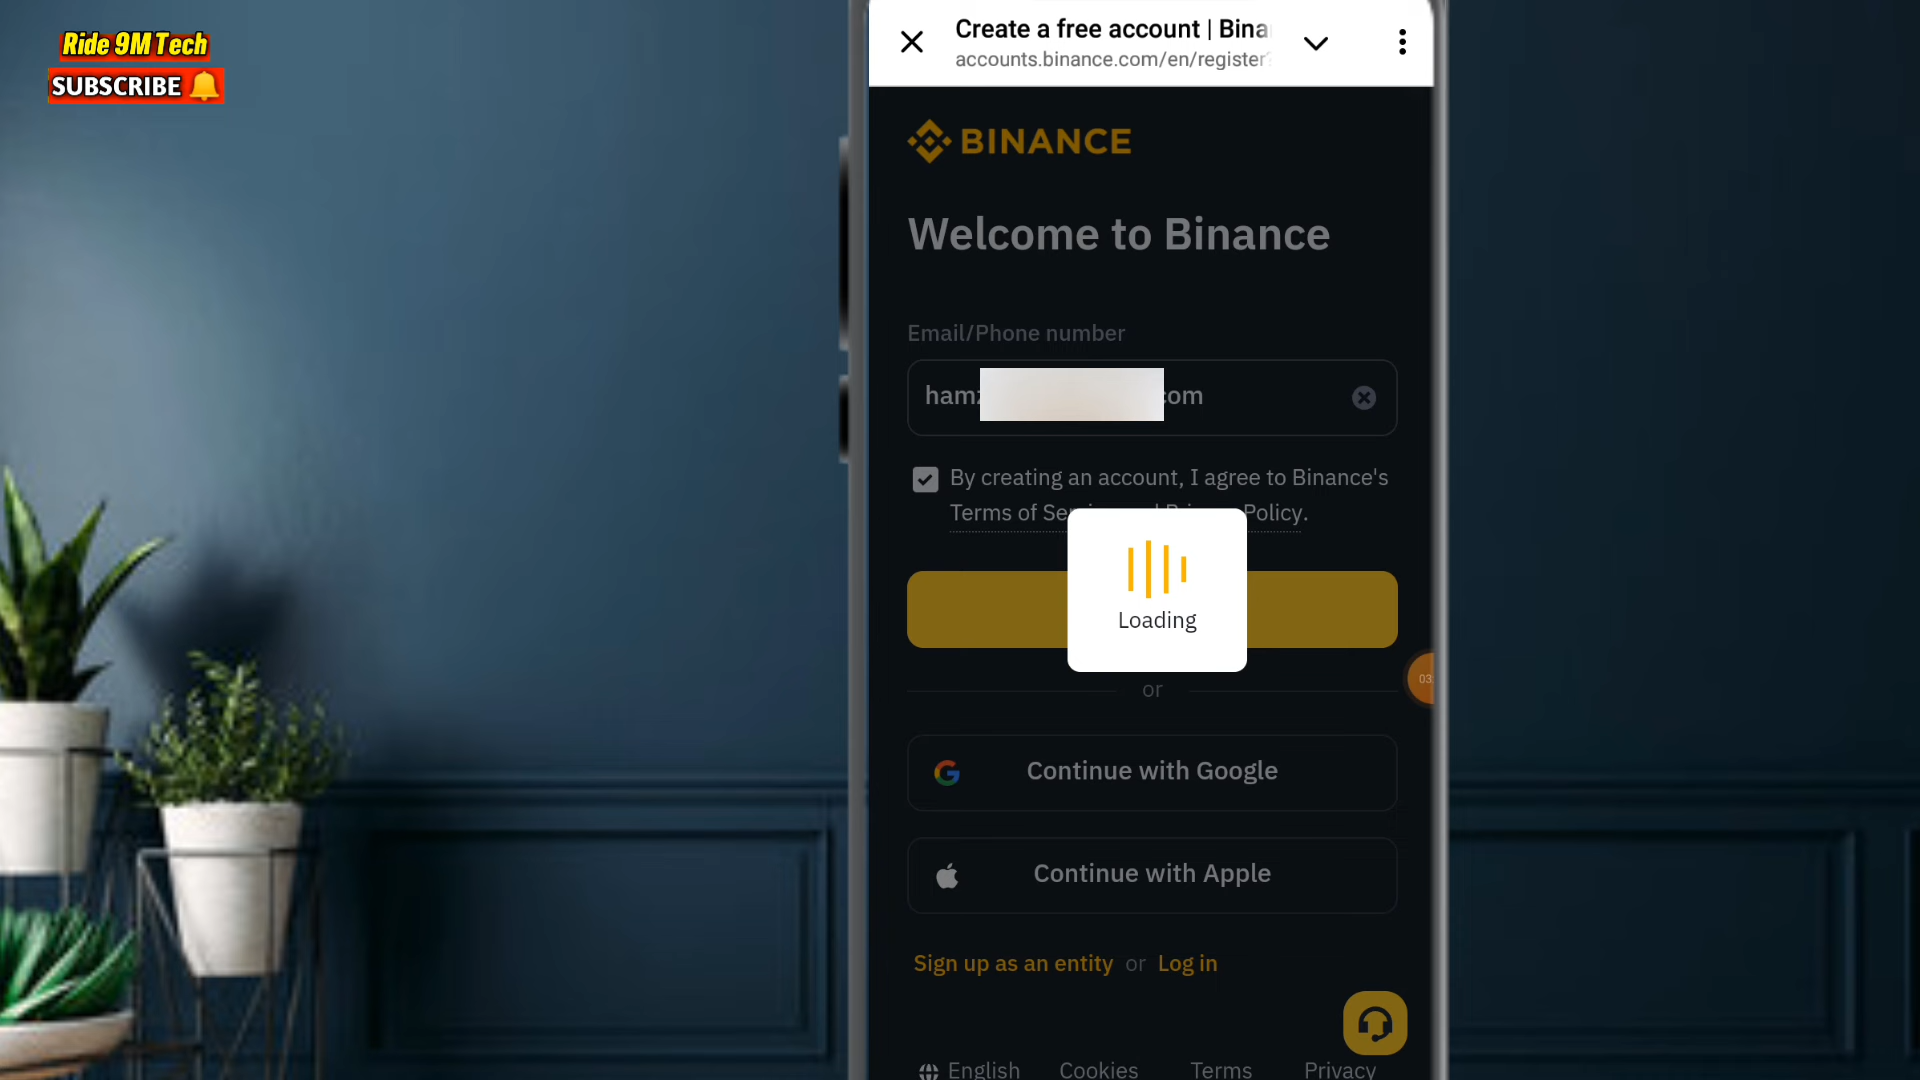 Ride 9M Tech
SUBSCRIBE
Create a free account | Bina
accounts.binance.com/en/register?
BINANCE
Welcome to Binance
Email/Phone number
ham com
By creating an account, I agree to Binance's
Terms of Se Policy.
Loading
or
Continue with Google
Continue with Apple
Sign up as an entity or Log in
English Cookies Terms Privacy
03: